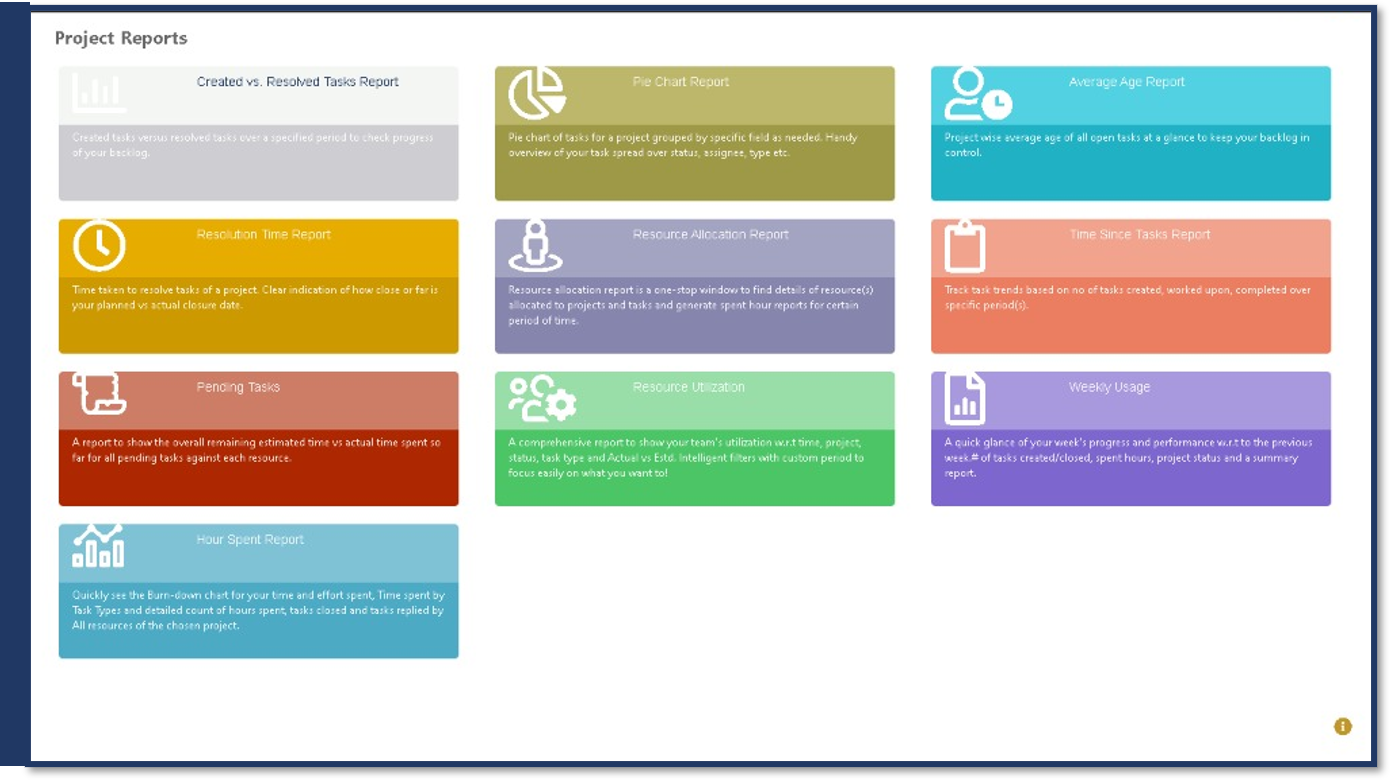 Project Reports
Created vs. Resolved Tasks Report
Created tasks versus resolved tasks over a specified period to check progress
of your backlog.
Pie Chart Report
Pie chart of tasks for a project grouped by specific field as needed. Handy
overview of your task spread over status, assignee, type etc.
Average Age Report
Project wise average age of all open tasks at a glance to keep your backlog in
control.
Resolution Time Report
Time taken to resolve tasks of a project. Clear indication of how close or far is
your planned vs actual closure date.
Resource Allocation Report
Resource allocation report is a one-stop window to find details of resource(s)
allocated to projects and tasks and generate spent hour reports for certain
period of time.
Time Since Tasks Report
Track task trends based on no of tasks created, worked upon, completed over
specific period(s).
Pending Tasks
A report to show the overall remaining estimated time vs actual time spent so
far for all pending tasks against each resource.
Resource Utilization
A comprehensive report to show your team's utilization w.r.t time, project,
status, task type and Actual vs Estd. Intelligent filters with custom period to
focus easily on what you want to!
Weekly Usage
A quick glance of your week's progress and performance w.r.t to the previous
week.# of tasks created/closed, spent hours, project status and a summary
report.
Hour Spent Report
Quickly see the Burn-down chart for your time and effort spent, Time spent by
Task Types and detailed count of hours spent, tasks closed and tasks replied by
All resources of the chosen project.